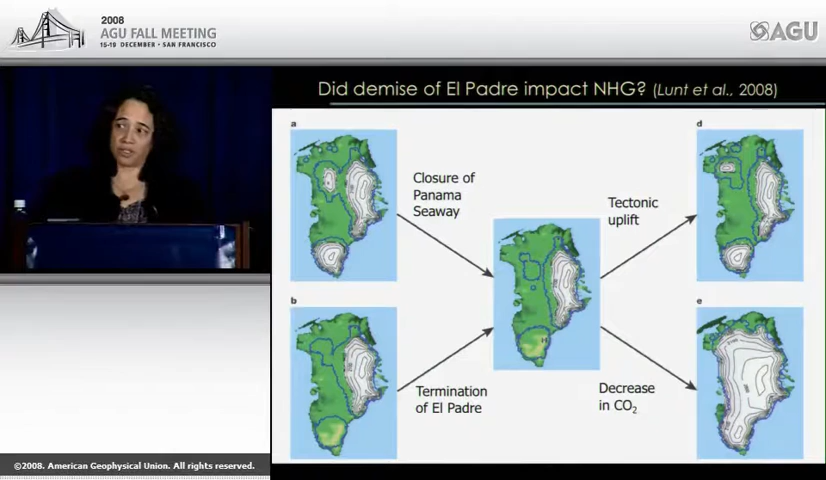 2008
AGU FALL MEETING
15-19 DECEMBER • SAN FRANCISCO
AGU
Did demise of El Padre impact NHG? (Lunt et al., 2008)
a
d
Closure of
Panama
Seaway
Tectonic
uplift
b
e
Termination
of El Padre
Decrease
in CO₂
©2008. American Geophysical Union. All rights reserved.